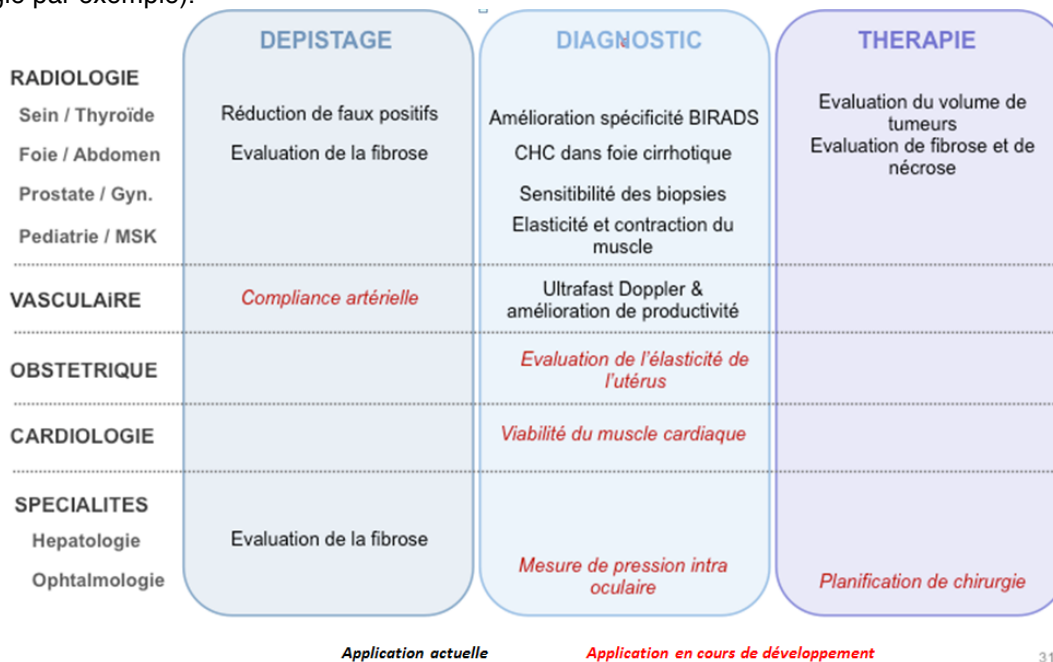 gie par exemple).
DEPISTAGE DIAGNOSTIC THERAPIE
RADIOLOGIE
Sein / Thyroïde Réduction de faux positifs Amélioration spécificité BIRADS Evaluation du volume de
tumeurs
Foie / Abdomen Evaluation de la fibrose CHC dans foie cirrhotique Evaluation de fibrose et de
nécrose
Prostate / Gyn. Sensitibilité des biopsies
Pediatrie / MSK Elasticité et contraction du
muscle
VASCULAiRE Compliance artérielle Ultrafast Doppler &
amélioration de productivité
OBSTETRIQUE Evaluation de l'élasticité de
l'utérus
CARDIOLOGIE Viabilité du muscle cardiaque
SPECIALITES
Hepatologie Evaluation de la fibrose
Ophtalmologie Mesure de pression intra
oculaire Planification de chirurgie
Application actuelle Application en cours de développement
31